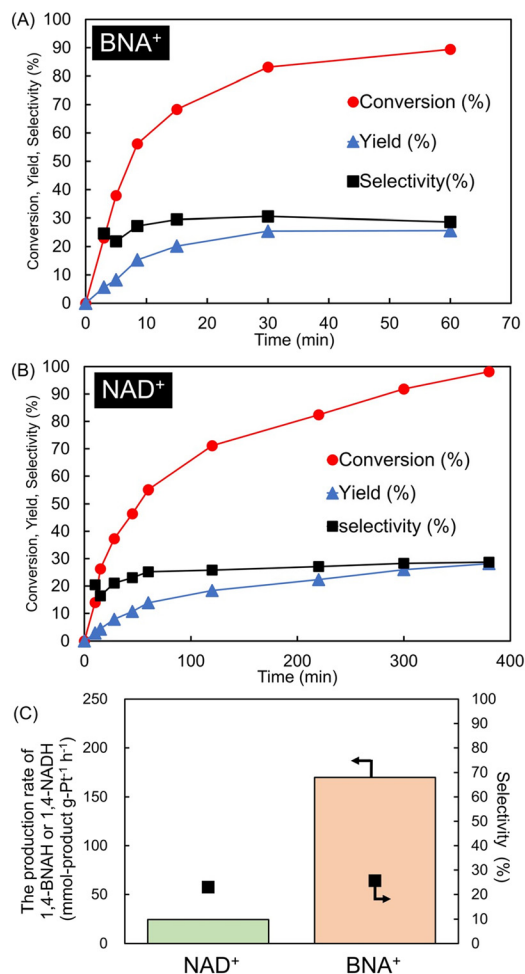 (A)
BNA⁺
Conversion, Yield, Selectivity (%)
100
90
80
70
60
50
40
30
20
10
0
Conversion (%)
Yield (%)
Selectivity(%)
0 10 20 30 40 50 60 70
Time (min)
(B)
NAD⁺
Conversion, Yield, Selectivity (%)
100
90
80
70
60
50
40
30
20
10
0
Conversion (%)
Yield (%)
selectivity (%)
0 100 200 300 400
Time (min)
(C)
The production rate of
1,4-BNAH or 1,4-NADH
(mmol-product g-Pt⁻¹ h⁻¹)
250
200
150
100
50
0
100
90
80
70
60
50
40
30
20
10
0
Selectivity (%)
NAD⁺ BNA⁺